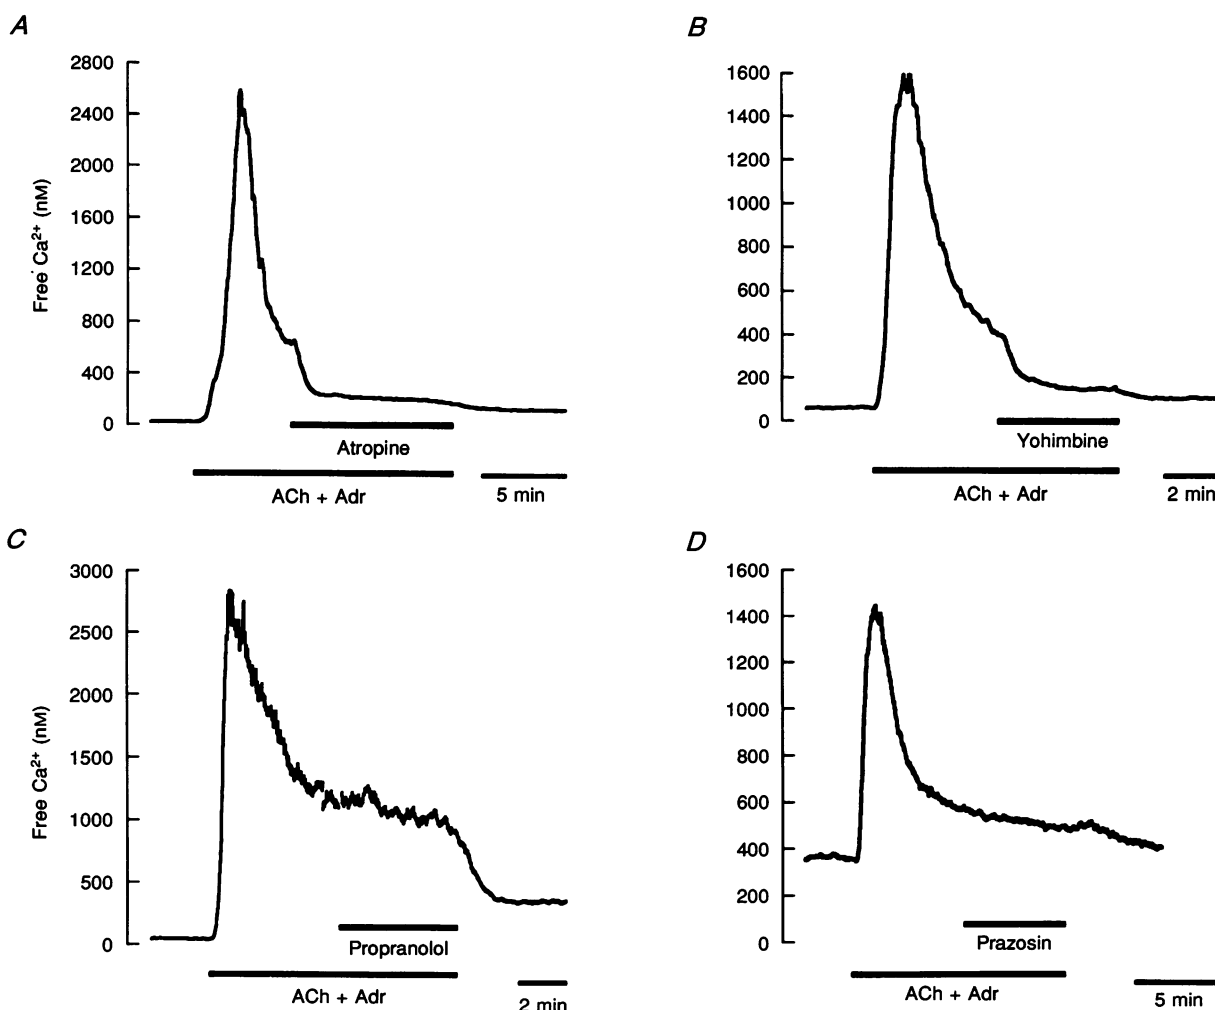 A
2800
2400
2000
1600
1200
800
400
0
Free Ca²⁺ (nM)
Atropine
ACh + Adr
5 min
B
1600
1400
1200
1000
800
600
400
200
0
Yohimbine
ACh + Adr
2 min
C
3000
2500
2000
1500
1000
500
0
Free Ca²⁺ (nM)
Propranolol
ACh + Adr
2 min
D
1600
1400
1200
1000
800
600
400
200
0
Prazosin
ACh + Adr
5 min